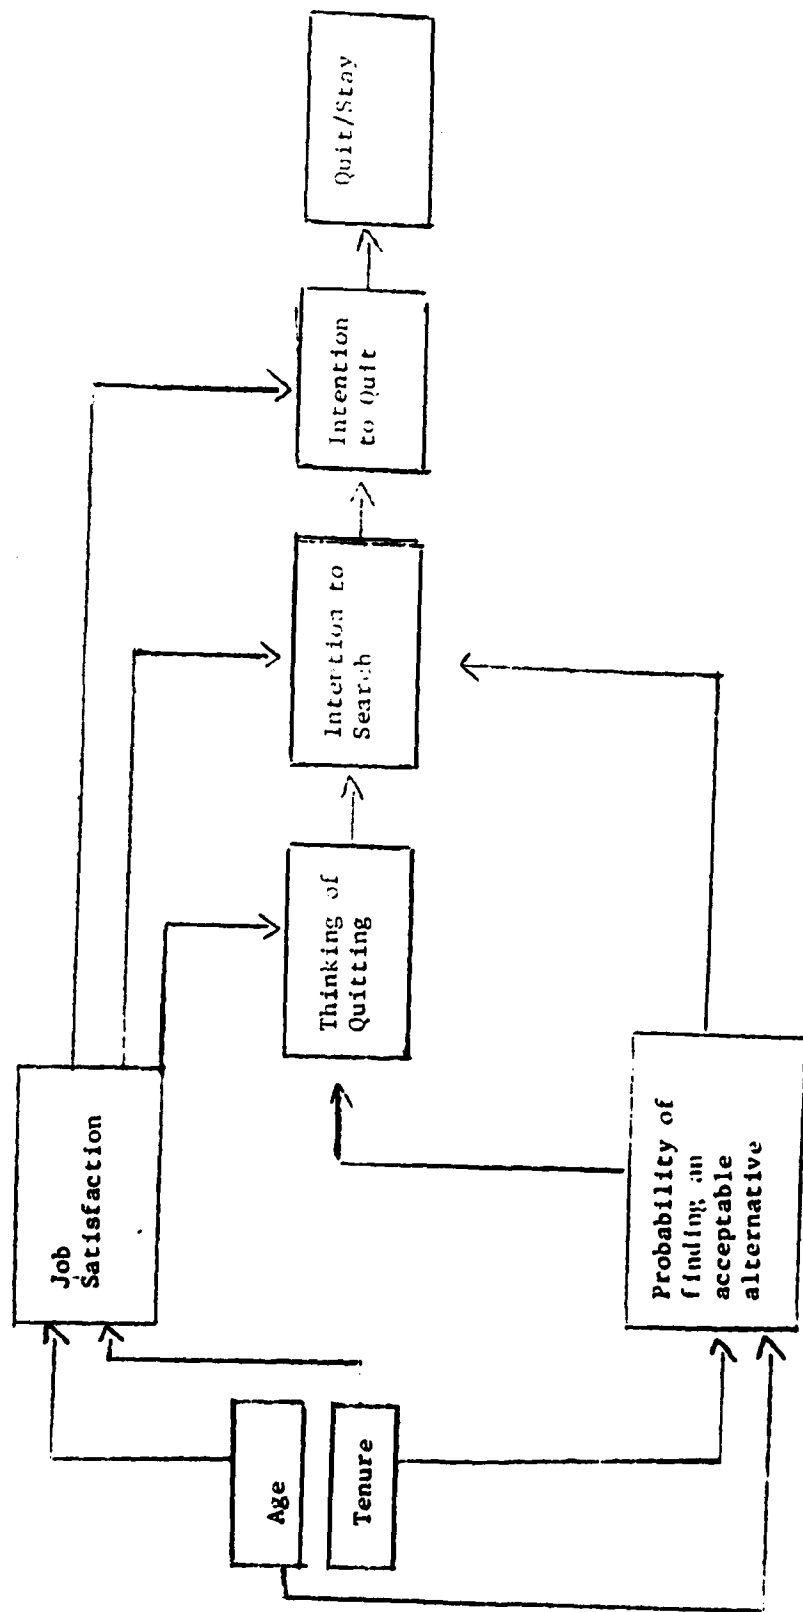 Age
Tenure
Job
Satisfaction
Probability of
finding an
acceptable
alternative
Thinking of
Quitting
Intention to
Search
Intention
to Quit
Quit/Stay